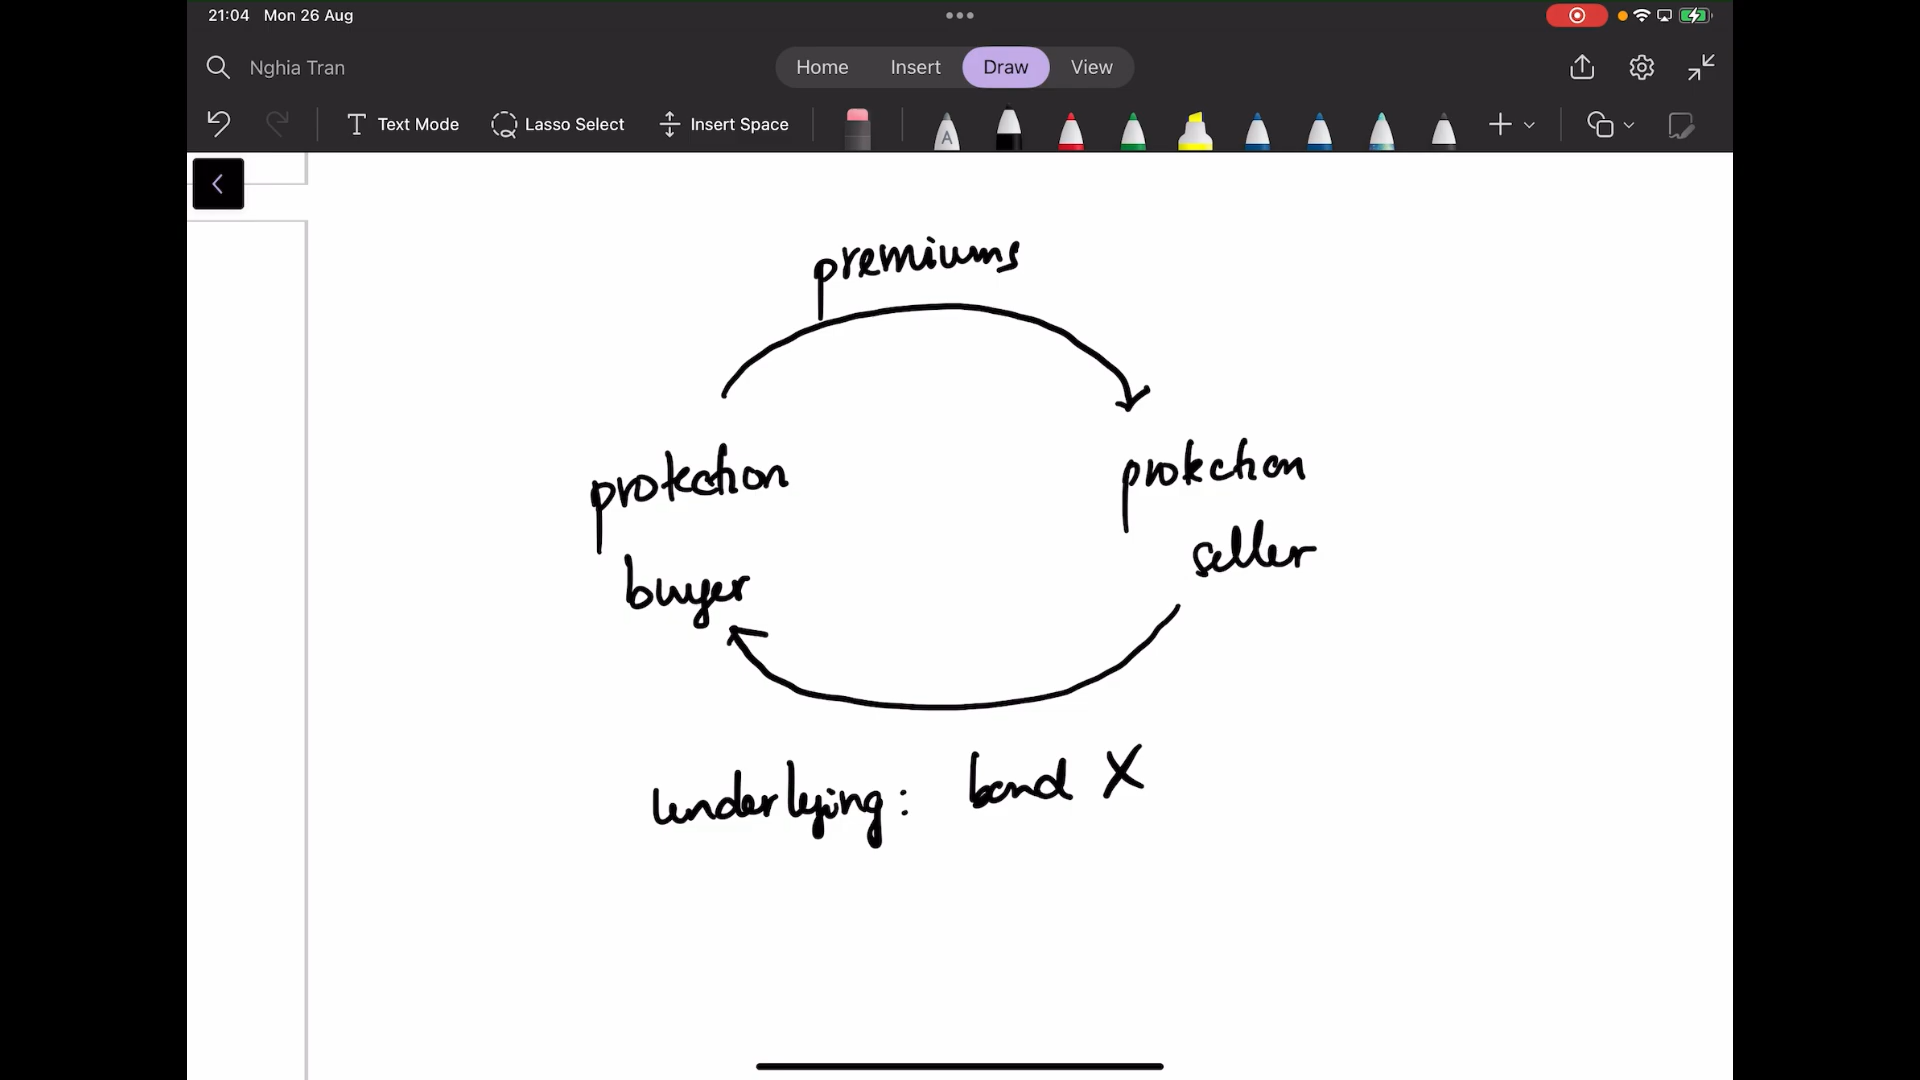 21:04 Mon 26 Aug
Nghia Tran
Home Insert Draw View
Text Mode Lasso Select Insert Space
A
premiums
protection
buyer
protection
seller
underlying: bond X